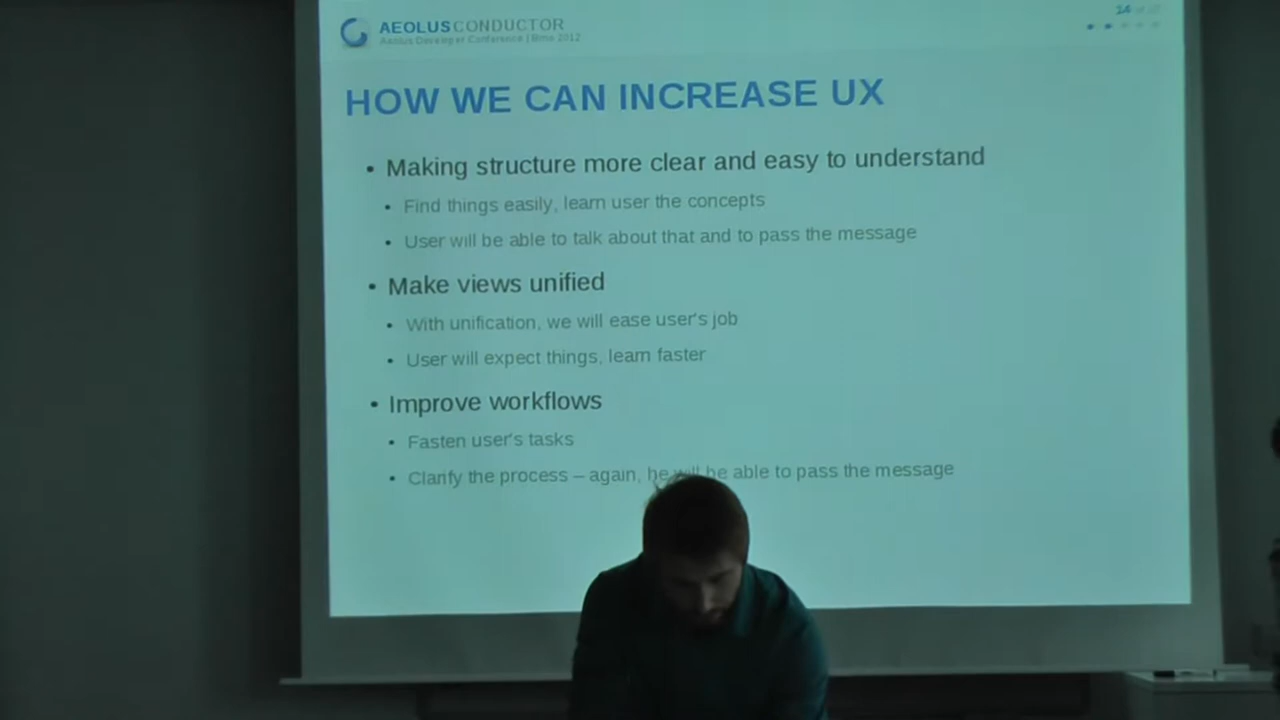 AEOLUS CONDUCTOR
Aeolus Developer Conference | Brno 2012
14
HOW WE CAN INCREASE UX
• Making structure more clear and easy to understand
• Find things easily, learn user the concepts
• User will be able to talk about that and to pass the message
• Make views unified
• With unification, we will ease user's job
• User will expect things, learn faster
• Improve workflows
• Fasten user's tasks
• Clarify the process – again, he will be able to pass the message